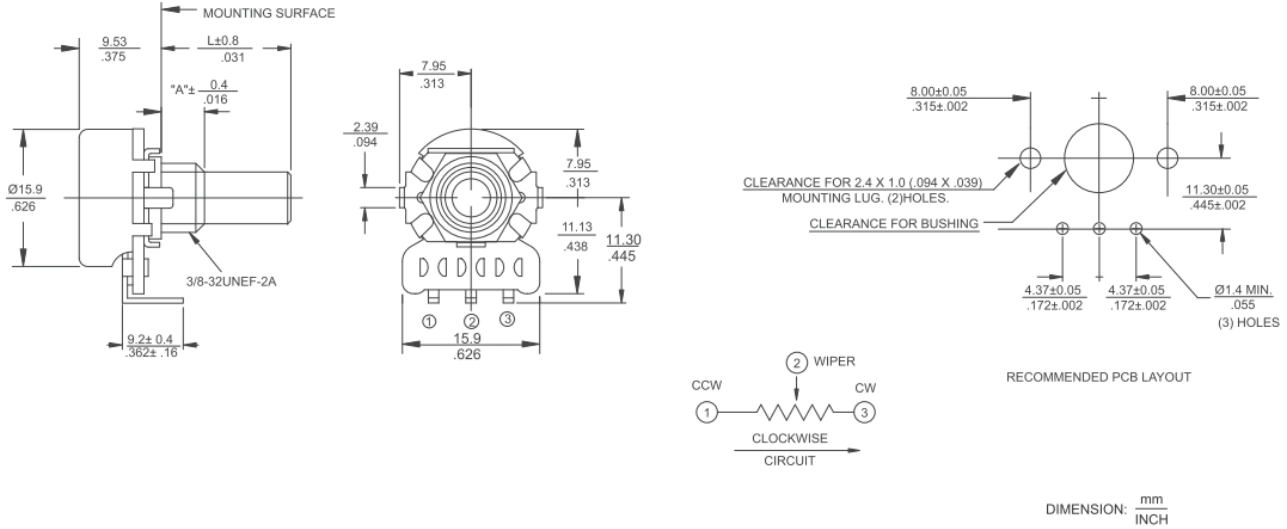 MOUNTING SURFACE
9.53
.375
L±0.8
.031
"A"± 0.4
.016
Ø15.9
.626
3/8-32UNEF-2A
9.2± 0.4
.362± .16
7.95
.313
2.39
.094
7.95
.313
11.13
.438
11.30
.445
1 2 3
15.9
.626
8.00±0.05
.315±.002
8.00±0.05
.315±.002
CLEARANCE FOR 2.4 X 1.0 (.094 X .039)
MOUNTING LUG. (2)HOLES.
CLEARANCE FOR BUSHING
11.30±0.05
.445±.002
4.37±0.05
.172±.002
4.37±0.05
.172±.002
Ø1.4 MIN.
.055
(3) HOLES
RECOMMENDED PCB LAYOUT
2 WIPER
CCW
CW
1
3
CLOCKWISE
CIRCUIT
DIMENSION: mm
INCH